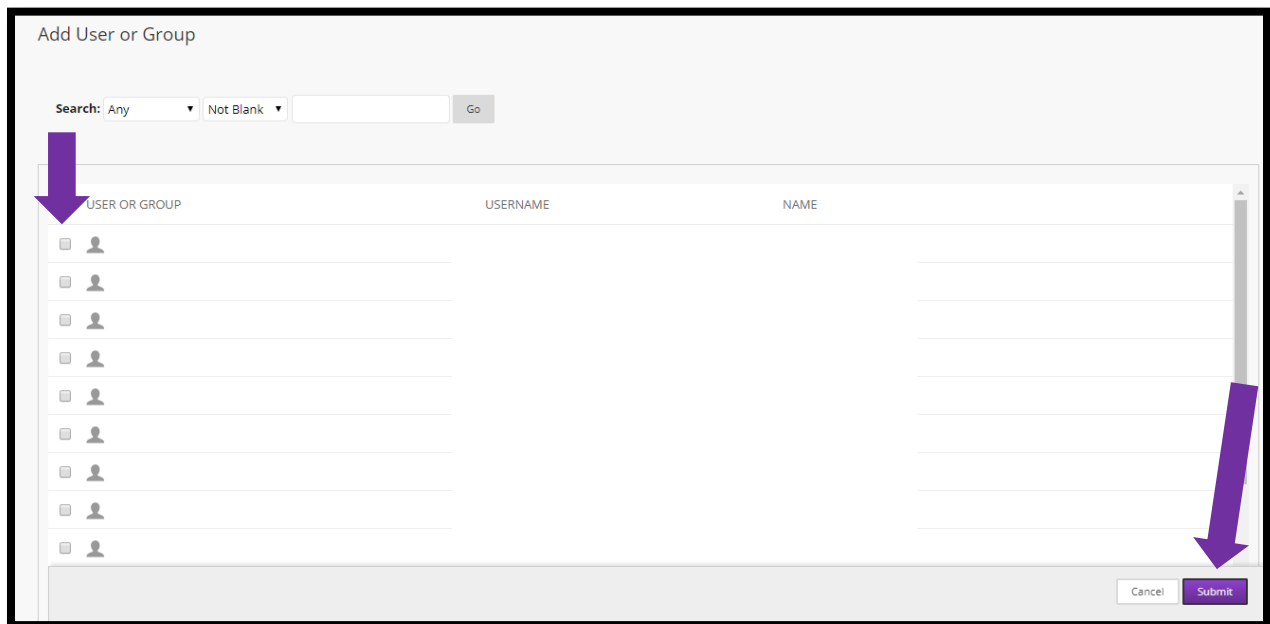 Add User or Group
Search: Any Not Blank Go
USER OR GROUP USERNAME NAME
Cancel Submit